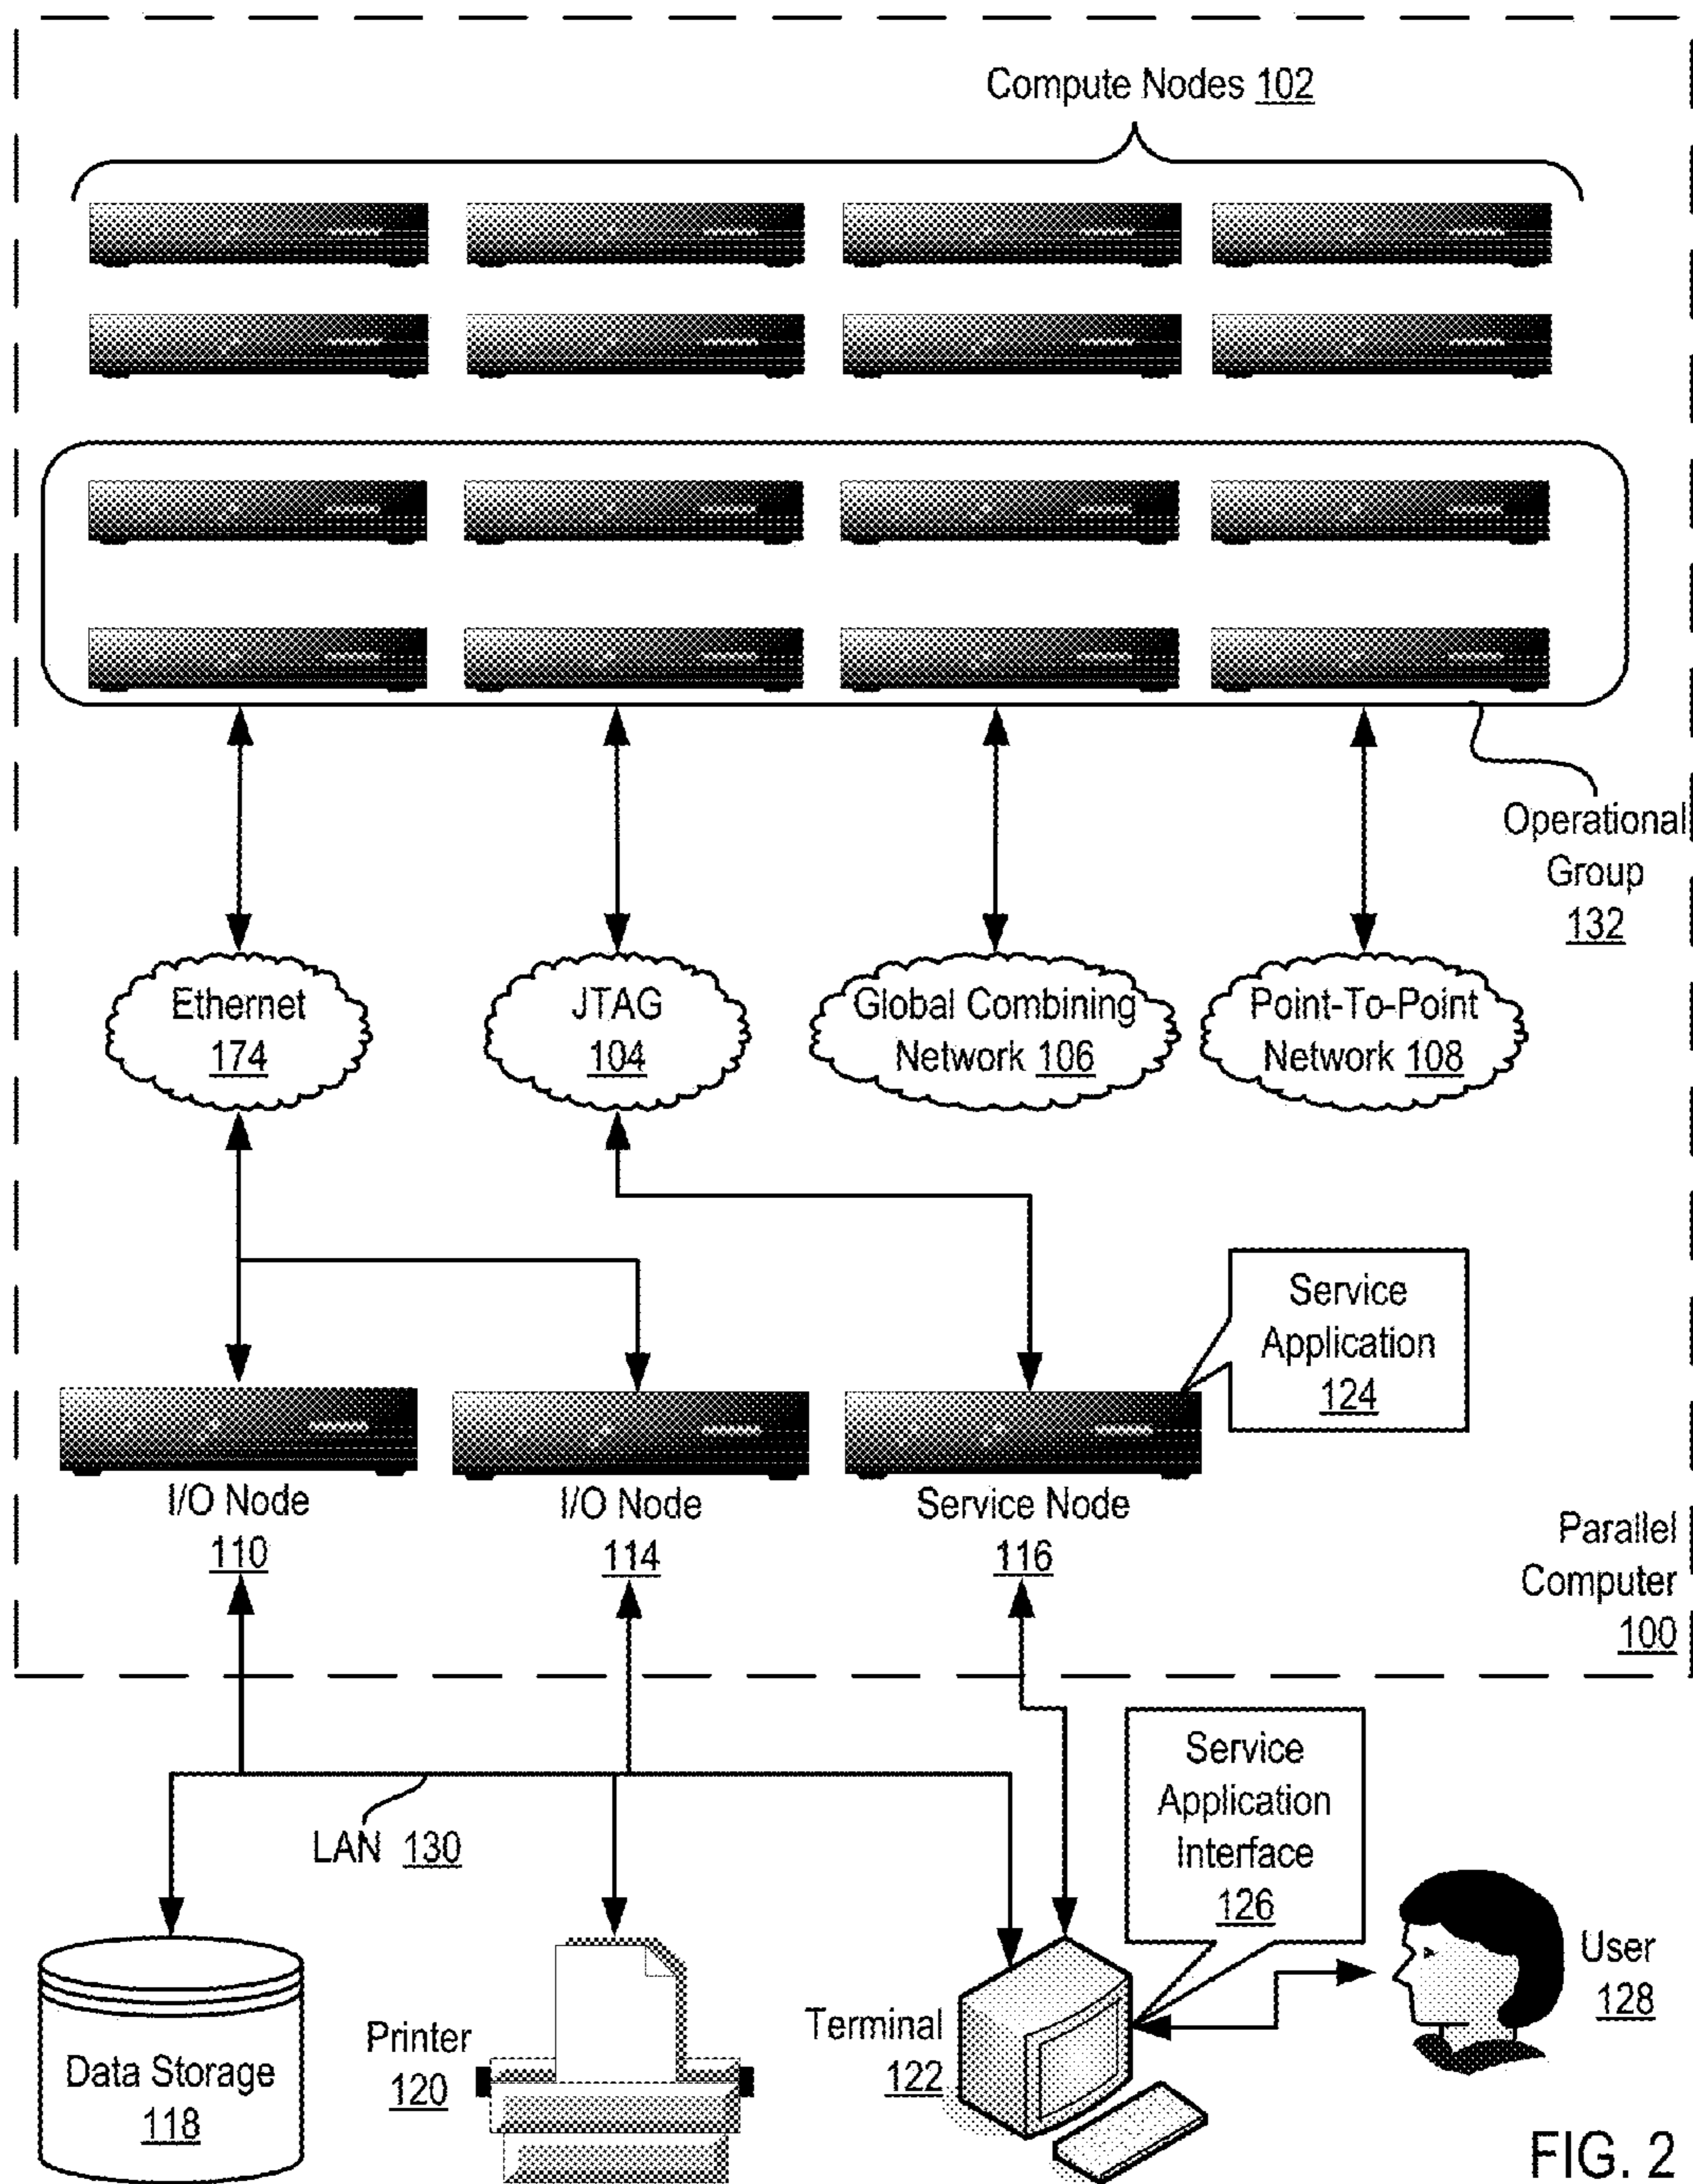 Compute Nodes 102
Operational
Group
132
Ethernet
174
JTAG
104
Global Combining
Network 106
Point-To-Point
Network 108
Service
Application
124
I/O Node
110
I/O Node
114
Service Node
116
Parallel
Computer
100
Service
Application
Interface
126
LAN 130
User
128
Data Storage
118
Printer
120
Terminal
122
FIG. 2